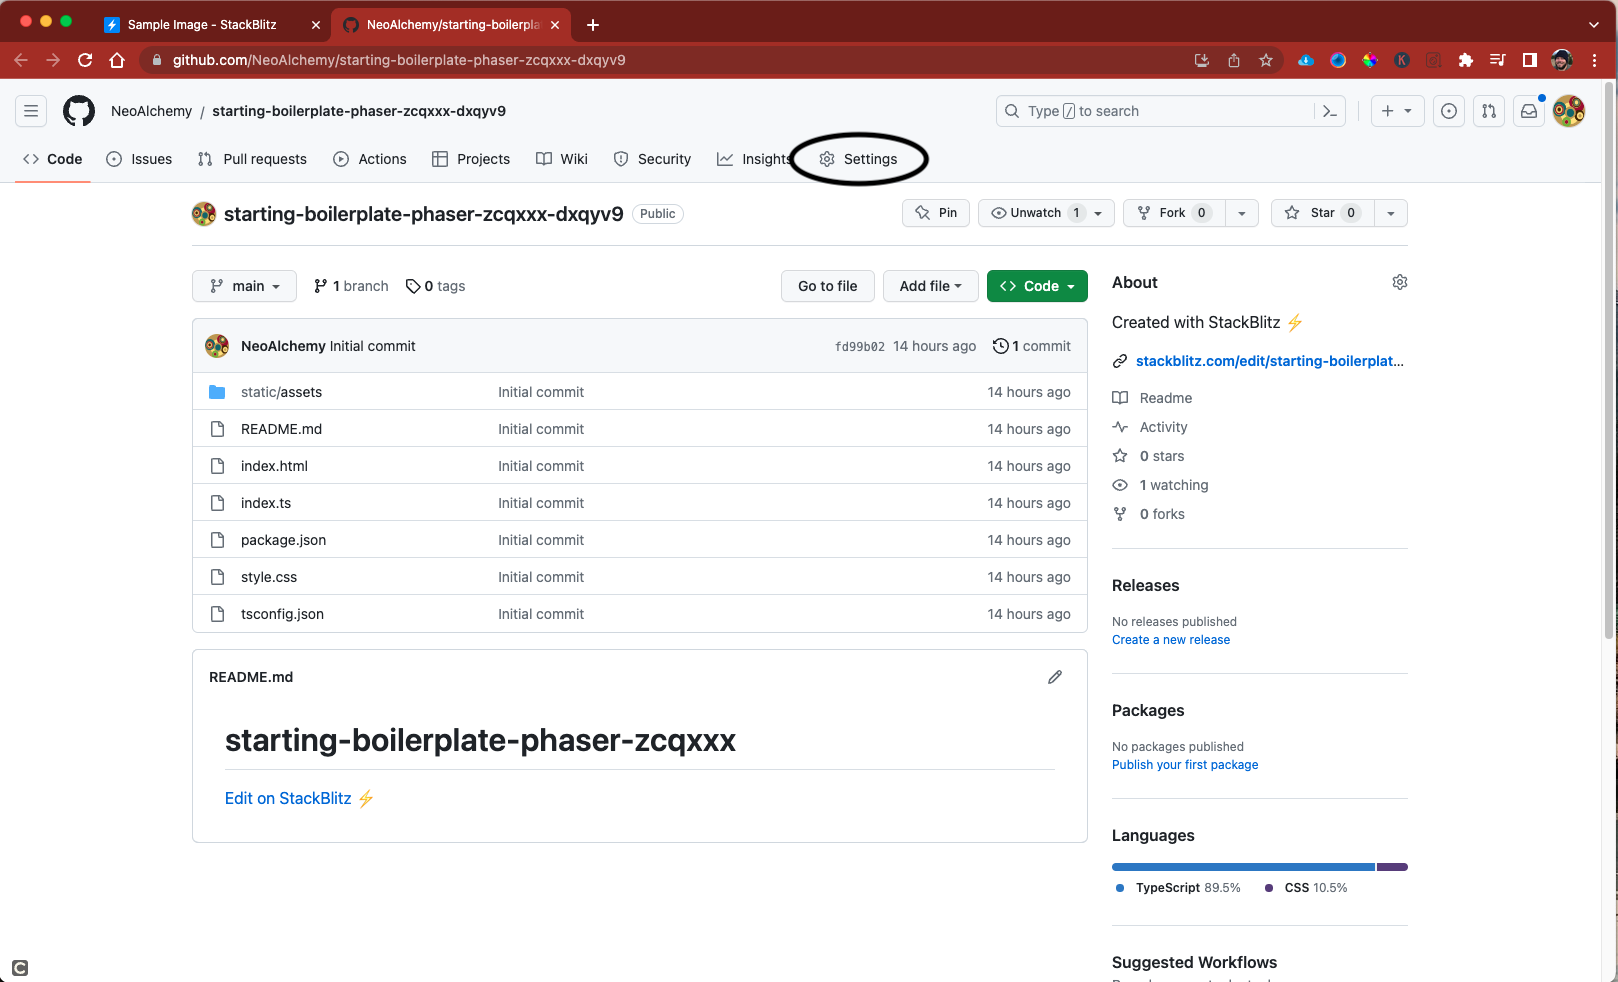 Sample Image - StackBlitz
NeoAlchemy/starting-boilerpla
github.com/NeoAlchemy/starting-boilerplate-phaser-zcqxxx-dxqyv9
NeoAlchemy / starting-boilerplate-phaser-zcqxxx-dxqyv9
Type / to search
Code Issues Pull requests Actions Projects Wiki Security Insights Settings
starting-boilerplate-phaser-zcqxxx-dxqyv9 Public
Pin Unwatch 1 Fork 0 Star 0
main 1 branch 0 tags Go to file Add file Code
NeoAlchemy Initial commit fd99b02 14 hours ago 1 commit
static/assets Initial commit 14 hours ago
README.md Initial commit 14 hours ago
index.html Initial commit 14 hours ago
index.ts Initial commit 14 hours ago
package.json Initial commit 14 hours ago
style.css Initial commit 14 hours ago
tsconfig.json Initial commit 14 hours ago
README.md
starting-boilerplate-phaser-zcqxxx
Edit on StackBlitz ⚡
About
Created with StackBlitz ⚡
stackblitz.com/edit/starting-boilerplat...
Readme
Activity
0 stars
1 watching
0 forks
Releases
No releases published
Create a new release
Packages
No packages published
Publish your first package
Languages
TypeScript 89.5% CSS 10.5%
Suggested Workflows